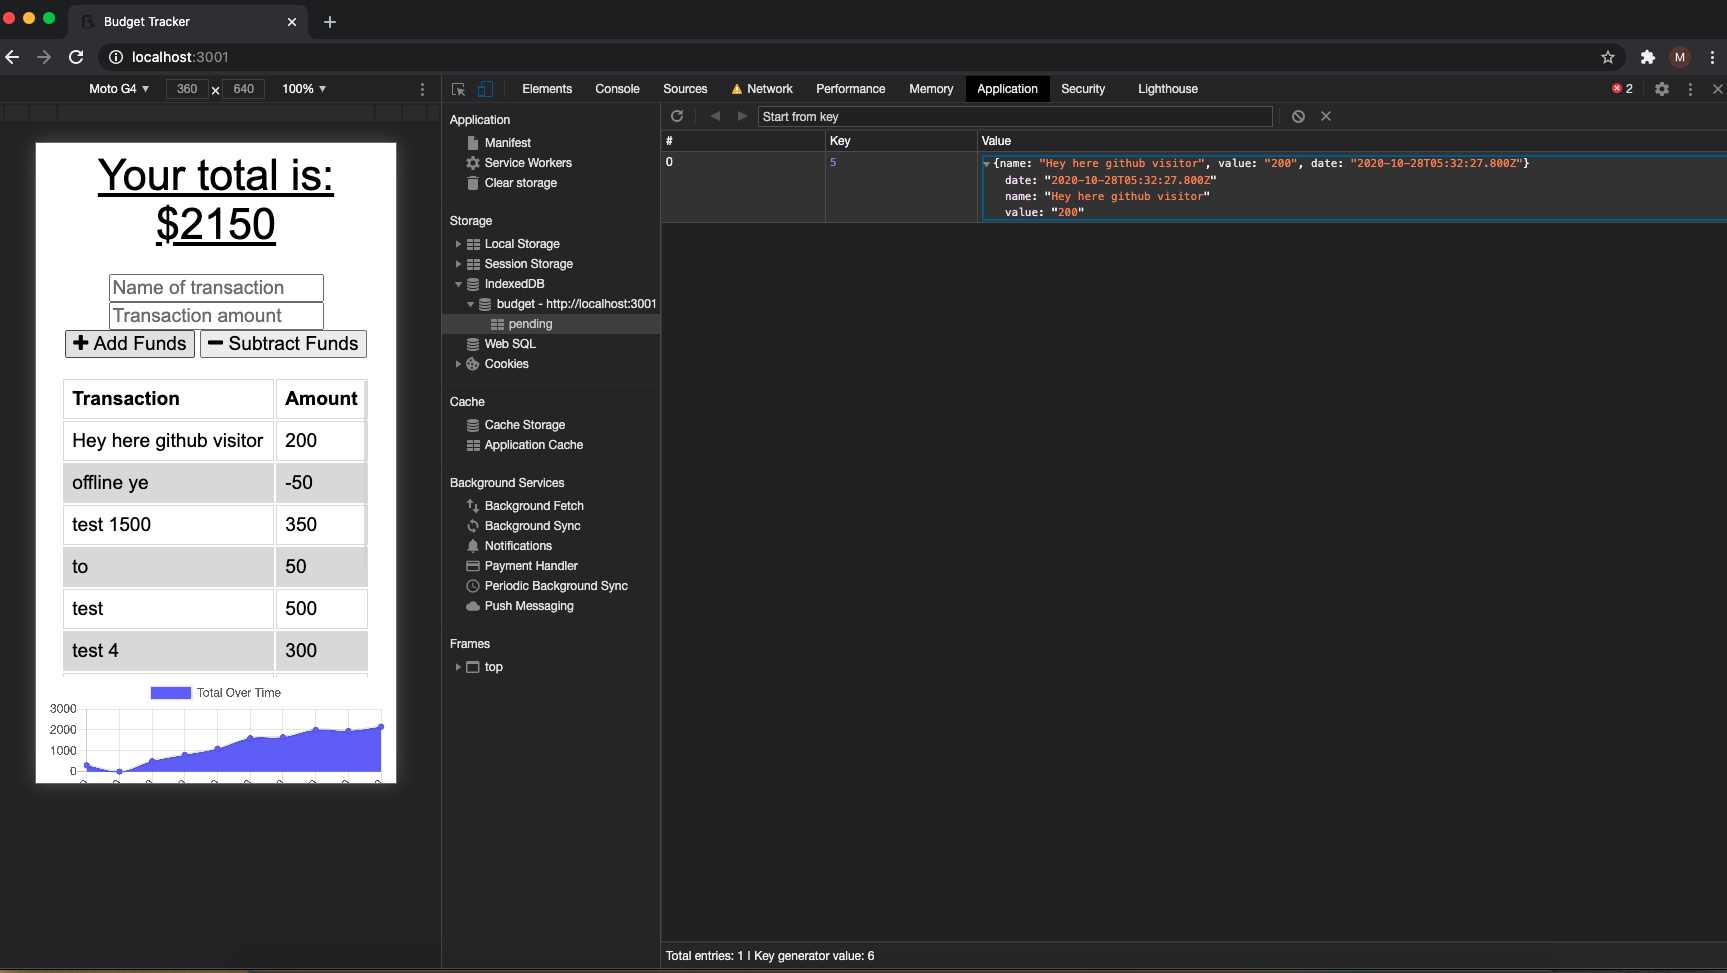 Budget Tracker
localhost:3001
M
Moto G4
360 x 640
100%
Elements
Console
Sources
Network
Performance
Memory
Application
Security
Lighthouse
2
Your total is:
$2150
Name of transaction
Transaction amount
Add Funds
Subtract Funds
Transaction Amount
Hey here github visitor 200
offline ye -50
test 1500 350
to 50
test 500
test 4 300
Total Over Time
3000
2000
1000
0
Application
Manifest
Service Workers
Clear storage
Storage
Local Storage
Session Storage
IndexedDB
budget - http://localhost:3001
pending
Web SQL
Cookies
Cache
Cache Storage
Application Cache
Background Services
Background Fetch
Background Sync
Notifications
Payment Handler
Periodic Background Sync
Push Messaging
Frames
top
Start from key
# Key Value
0 5 {name: "Hey here github visitor", value: "200", date: "2020-10-28T05:32:27.800Z"}
date: "2020-10-28T05:32:27.800Z"
name: "Hey here github visitor"
value: "200"
Total entries: 1 | Key generator value: 6